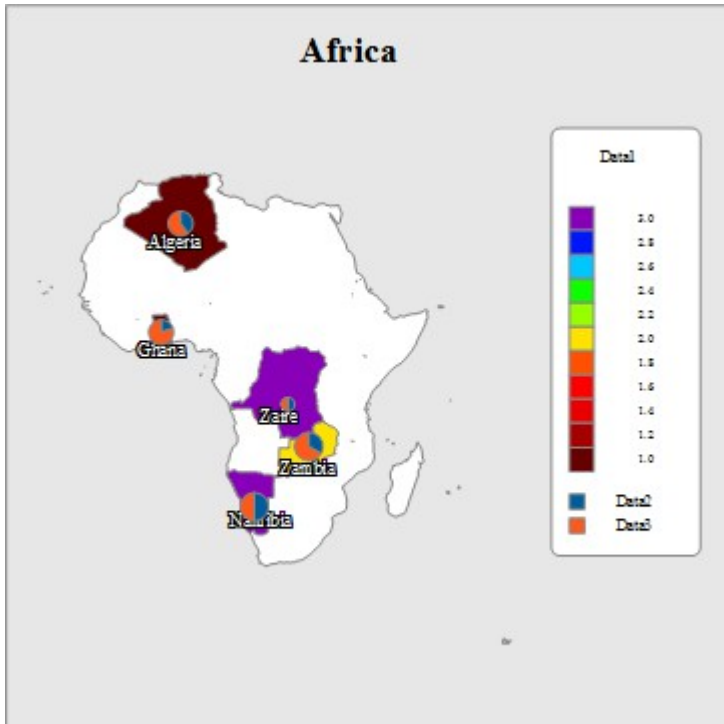 Africa
Data1
3.0
2.8
2.6
2.4
2.2
2.0
1.8
1.6
1.4
1.2
1.0
Data2
Data3
Algeria
Ghana
Zaire
Zambia
Namibia